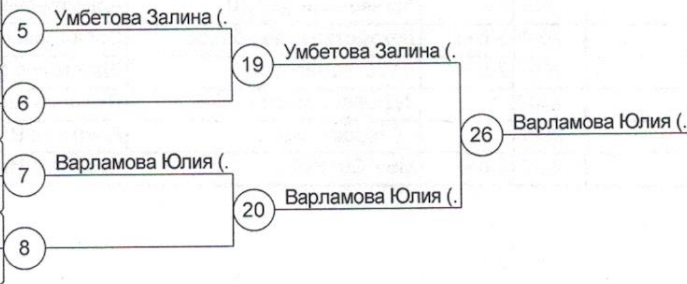 5 Умбетова Залина (.
19 Умбетова Залина (.
6
26 Варламова Юлия (.
7 Варламова Юлия (.
20 Варламова Юлия (.
8